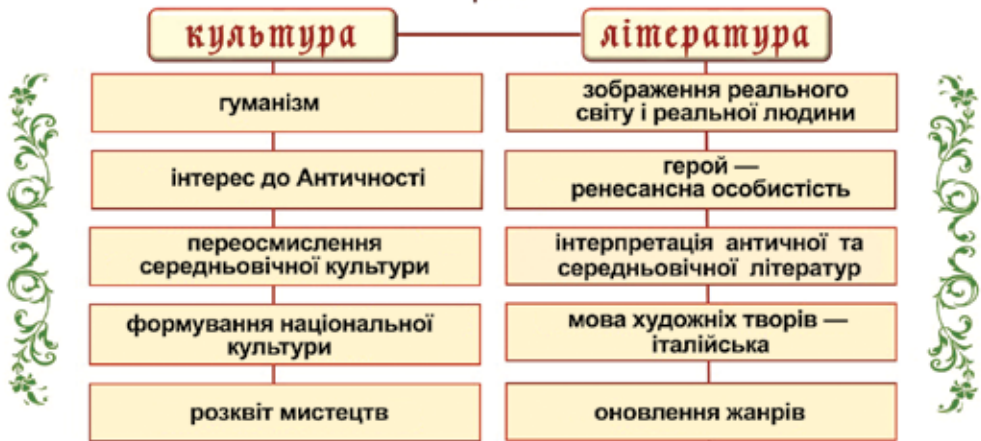 культура
література
гуманізм
зображення реального
світу і реальної людини
інтерес до Античності
герой —
ренесансна особистість
переосмислення
середньовічної культури
інтерпретація античної та
середньовічної літератур
формування національної
культури
мова художніх творів —
італійська
розквіт мистецтв
оновлення жанрів